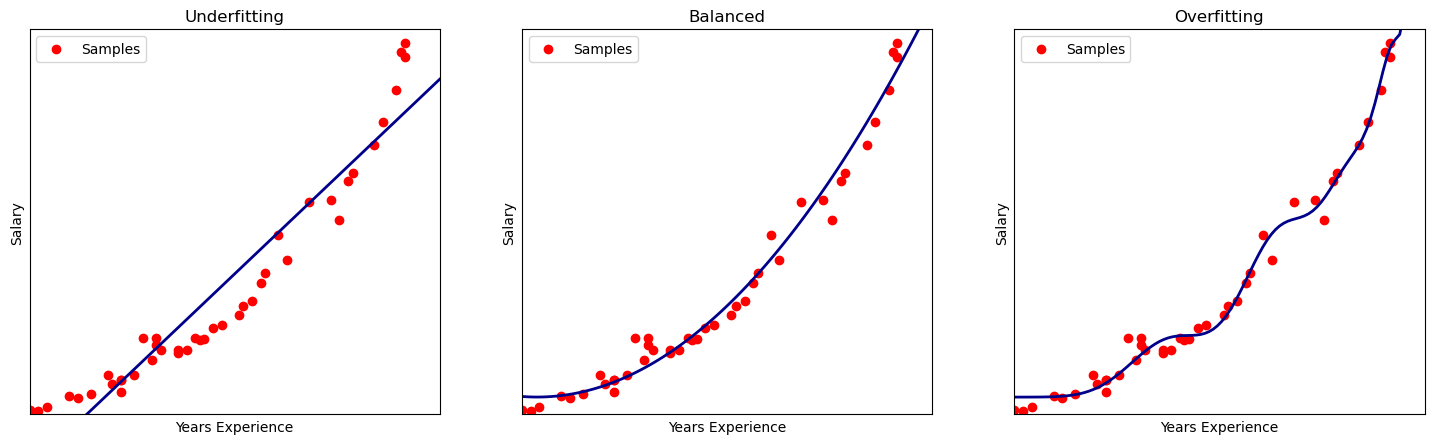 Underfitting
Samples
Salary
Years Experience
Balanced
Samples
Salary
Years Experience
Overfitting
Samples
Salary
Years Experience